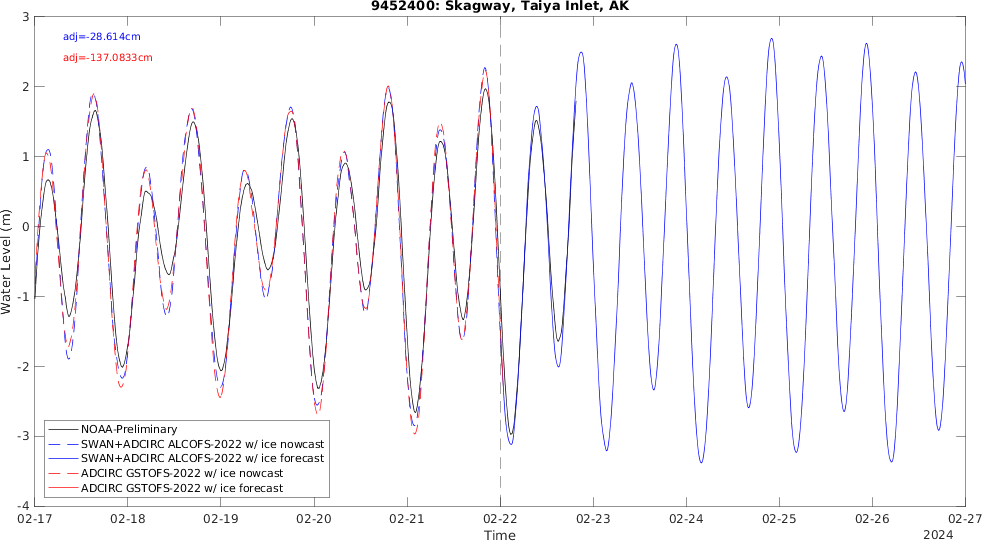 9452400: Skagway, Taiya Inlet, AK
adj=-28.614cm
adj=-137.0833cm
Water Level (m)
3
2
1
0
-1
-2
-3
-4
NOAA-Preliminary
SWAN+ADCIRC ALCOFS-2022 w/ ice nowcast
SWAN+ADCIRC ALCOFS-2022 w/ ice forecast
ADCIRC GSTOFS-2022 w/ ice nowcast
ADCIRC GSTOFS-2022 w/ ice forecast
02-17 02-18 02-19 02-20 02-21 02-22 02-23 02-24 02-25 02-26 02-27
Time
2024